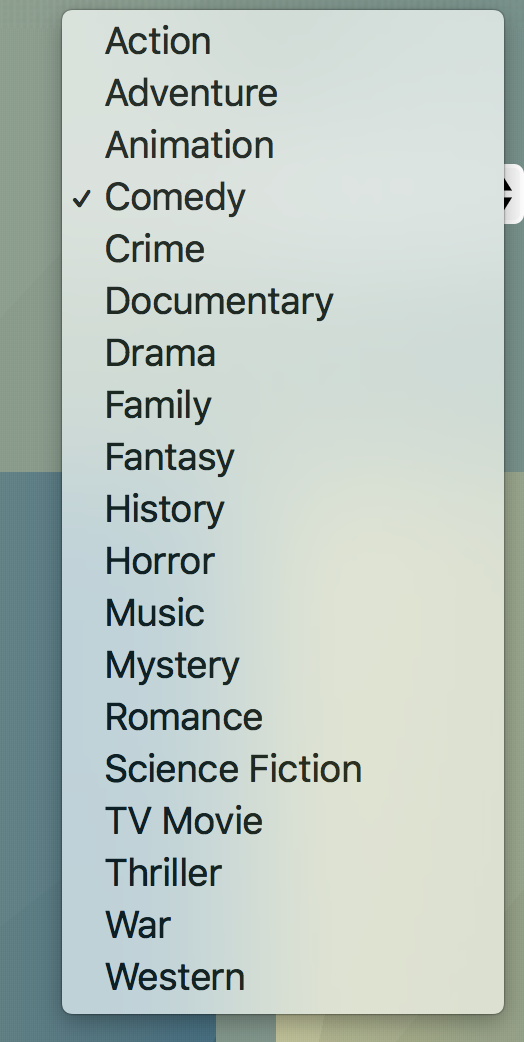 Action
Adventure
Animation
✓ Comedy
Crime
Documentary
Drama
Family
Fantasy
History
Horror
Music
Mystery
Romance
Science Fiction
TV Movie
Thriller
War
Western